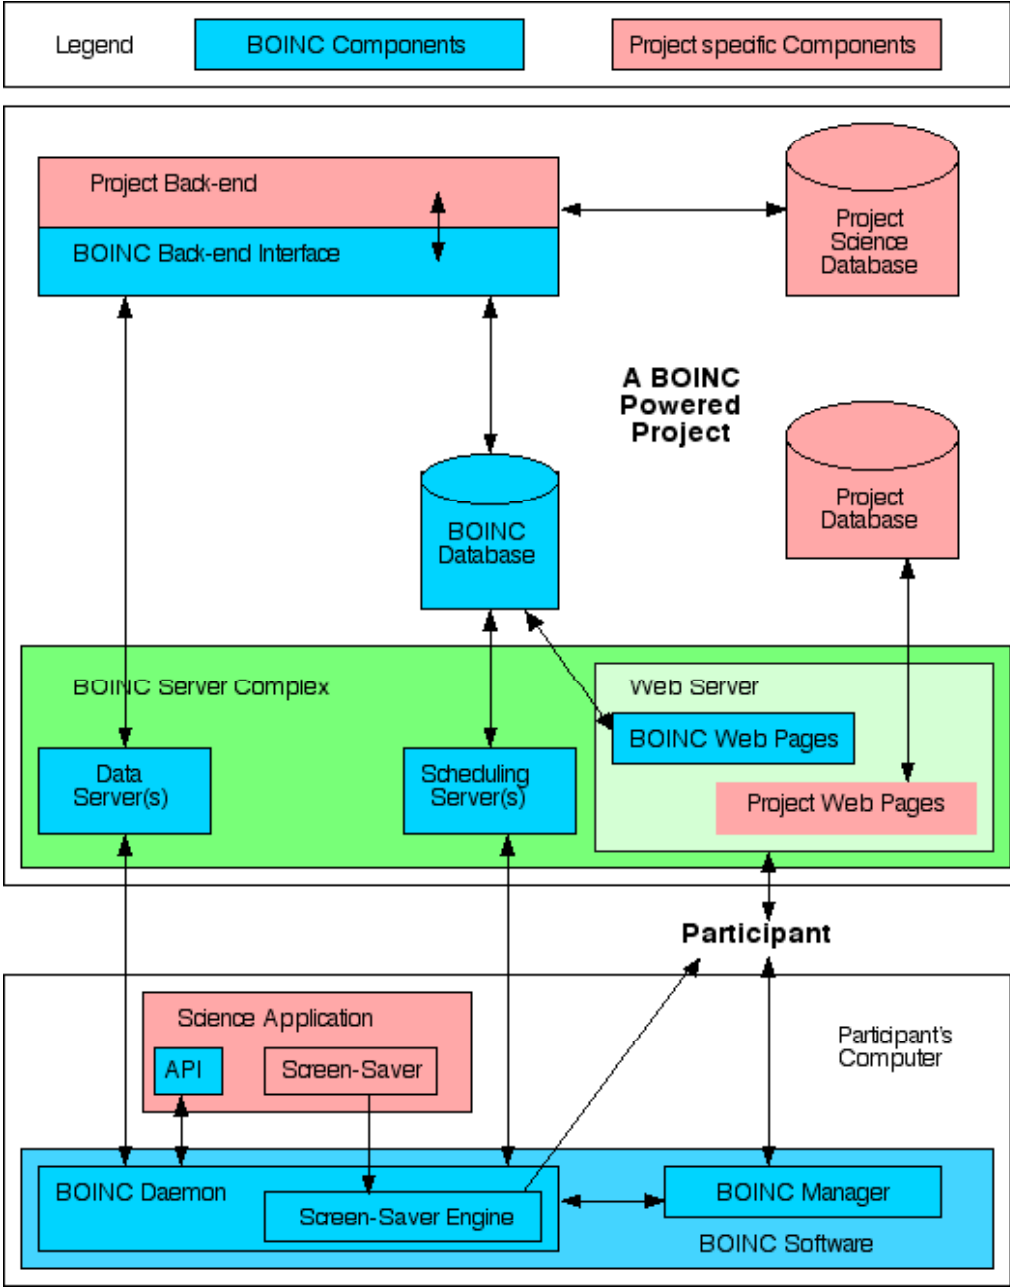 Legend
BOINC Components
Project specific Components
Project Back-end
BOINC Back-end Interface
Project
Science
Database
A BOINC
Powered
Project
Project
Database
BOINC
Database
BOINC Server Complex
Web Server
BOINC Web Pages
Data
Server(s)
Scheduling
Server(s)
Project Web Pages
Participant
Science Application
API
Screen-Saver
Participant's
Computer
BOINC Daemon
Screen-Saver Engine
BOINC Manager
BOINC Software